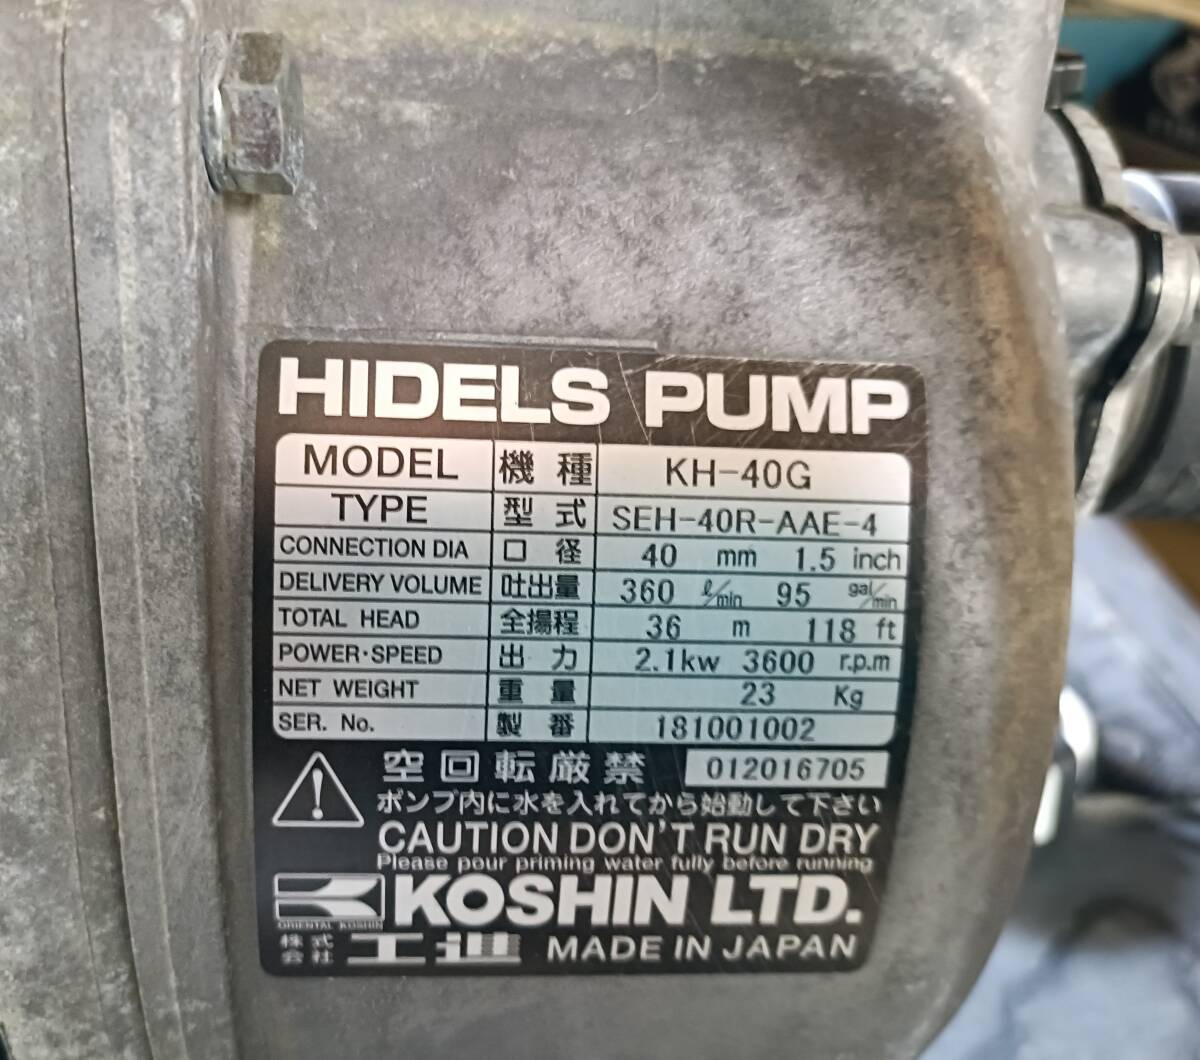 HIDELS PUMP
MODEL 機種 KH-40G
TYPE 型式 SEH-40R-AAE-4
CONNECTION DIA 口径 40 mm 1.5 inch
DELIVERY VOLUME 吐出量 360 ℓ/min 95 gal/min
TOTAL HEAD 全揚程 36 m 118 ft
POWER・SPEED 出力 2.1kw 3600 r.p.m
NET WEIGHT 重量 23 Kg
SER. No. 製番 181001002
空回転厳禁 012016705
ポンプ内に水を入れてから始動して下さい
CAUTION DON'T RUN DRY
Please pour priming water fully before running
KOSHIN LTD.
ORIENTAL KOSHIN
株式会社 工進 MADE IN JAPAN